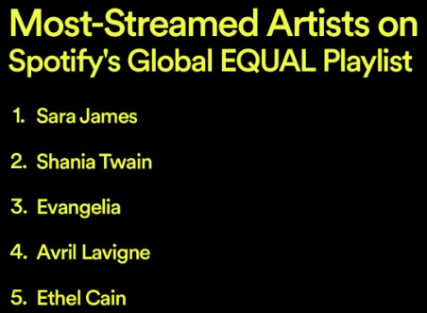 Most-Streamed Artists on
Spotify's Global EQUAL Playlist
1. Sara James
2. Shania Twain
3. Evangelia
4. Avril Lavigne
5. Ethel Cain